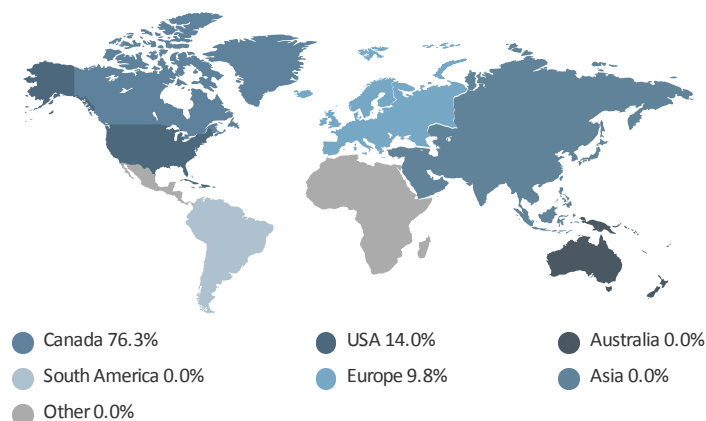 Canada 76.3%
USA 14.0%
Australia 0.0%
South America 0.0%
Europe 9.8%
Asia 0.0%
Other 0.0%